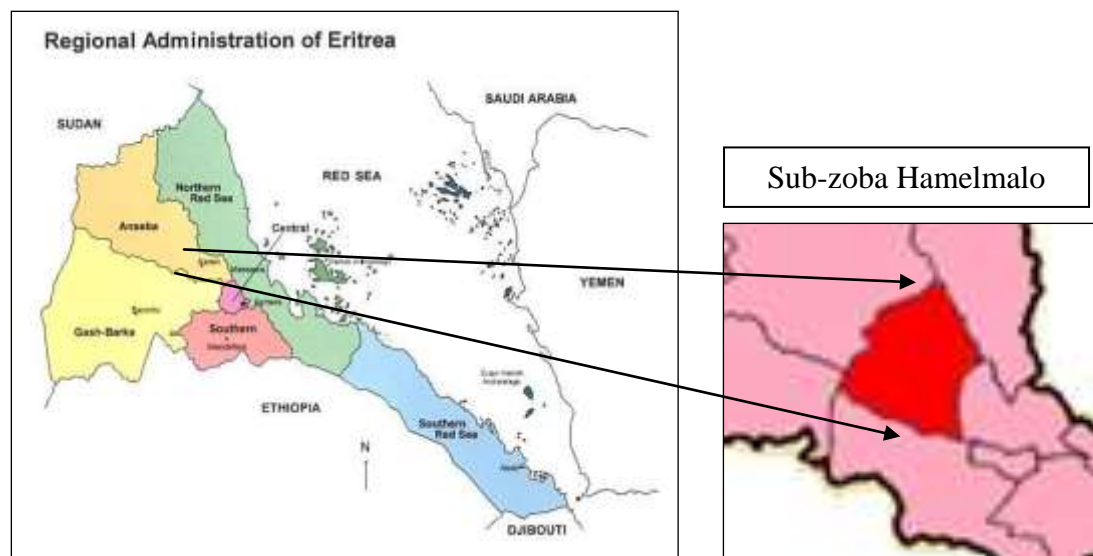 Regional Administration of Eritrea
SAUDI ARABIA
SUDAN
RED SEA
Northern
Red Sea
Anseba
Central
YEMEN
Gash-Barka
Southern
ETHIOPIA
Southern
Red Sea
N
DJIBOUTI
Sub-zoba Hamelmalo